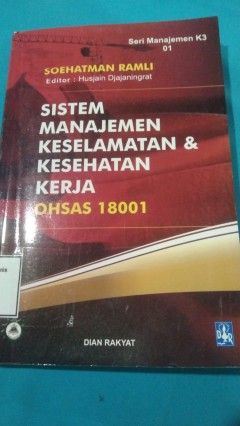 Seri Manajemen K3
01
SOEHATMAN RAMLI
Editor : Husjain Djajaningrat
SISTEM
MANAJEMEN
KESELAMATAN &
KESEHATAN
KERJA
OHSAS 18001
DIAN RAKYAT